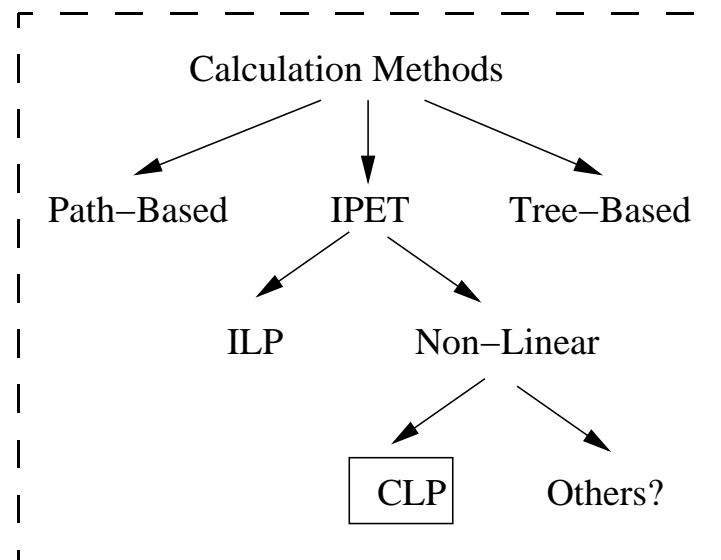 Calculation Methods
Path−Based IPET Tree−Based
ILP Non−Linear
CLP Others?